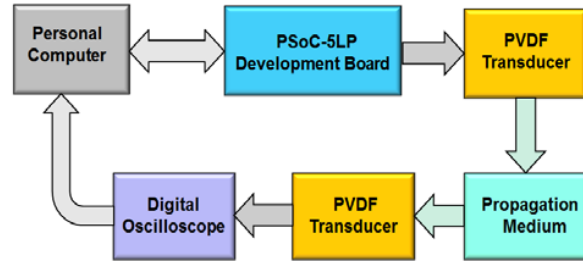 Personal
Computer
PSoC-5LP
Development Board
PVDF
Transducer
Digital
Oscilloscope
PVDF
Transducer
Propagation
Medium